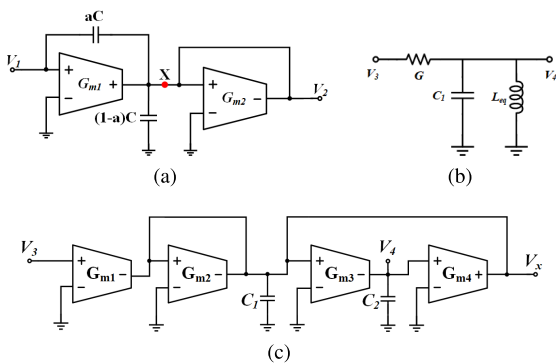 aC
V1
+
Gm1
+
−
X
(1-a)C
+
Gm2
−
−
V2
(a)
V3
G
C1
Leq
V4
(b)
V3
+
Gm1
−
−
+
Gm2
−
−
C1
+
Gm3
−
−
V4
C2
+
Gm4
+
−
Vx
(c)